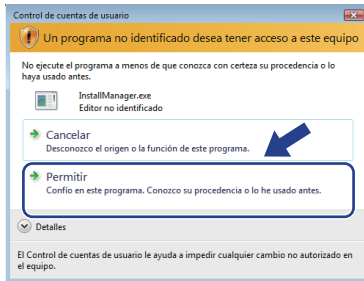 Control de cuentas de usuario
Un programa no identificado desea tener acceso a este equipo
No ejecute el programa a menos de que conozca con certeza su procedencia o lo
haya usado antes.
InstallManager.exe
Editor no identificado
Cancelar
Desconozco el origen o la función de este programa.
Permitir
Confío en este programa. Conozco su procedencia o lo he usado antes.
Detalles
El Control de cuentas de usuario le ayuda a impedir cualquier cambio no autorizado en
el equipo.